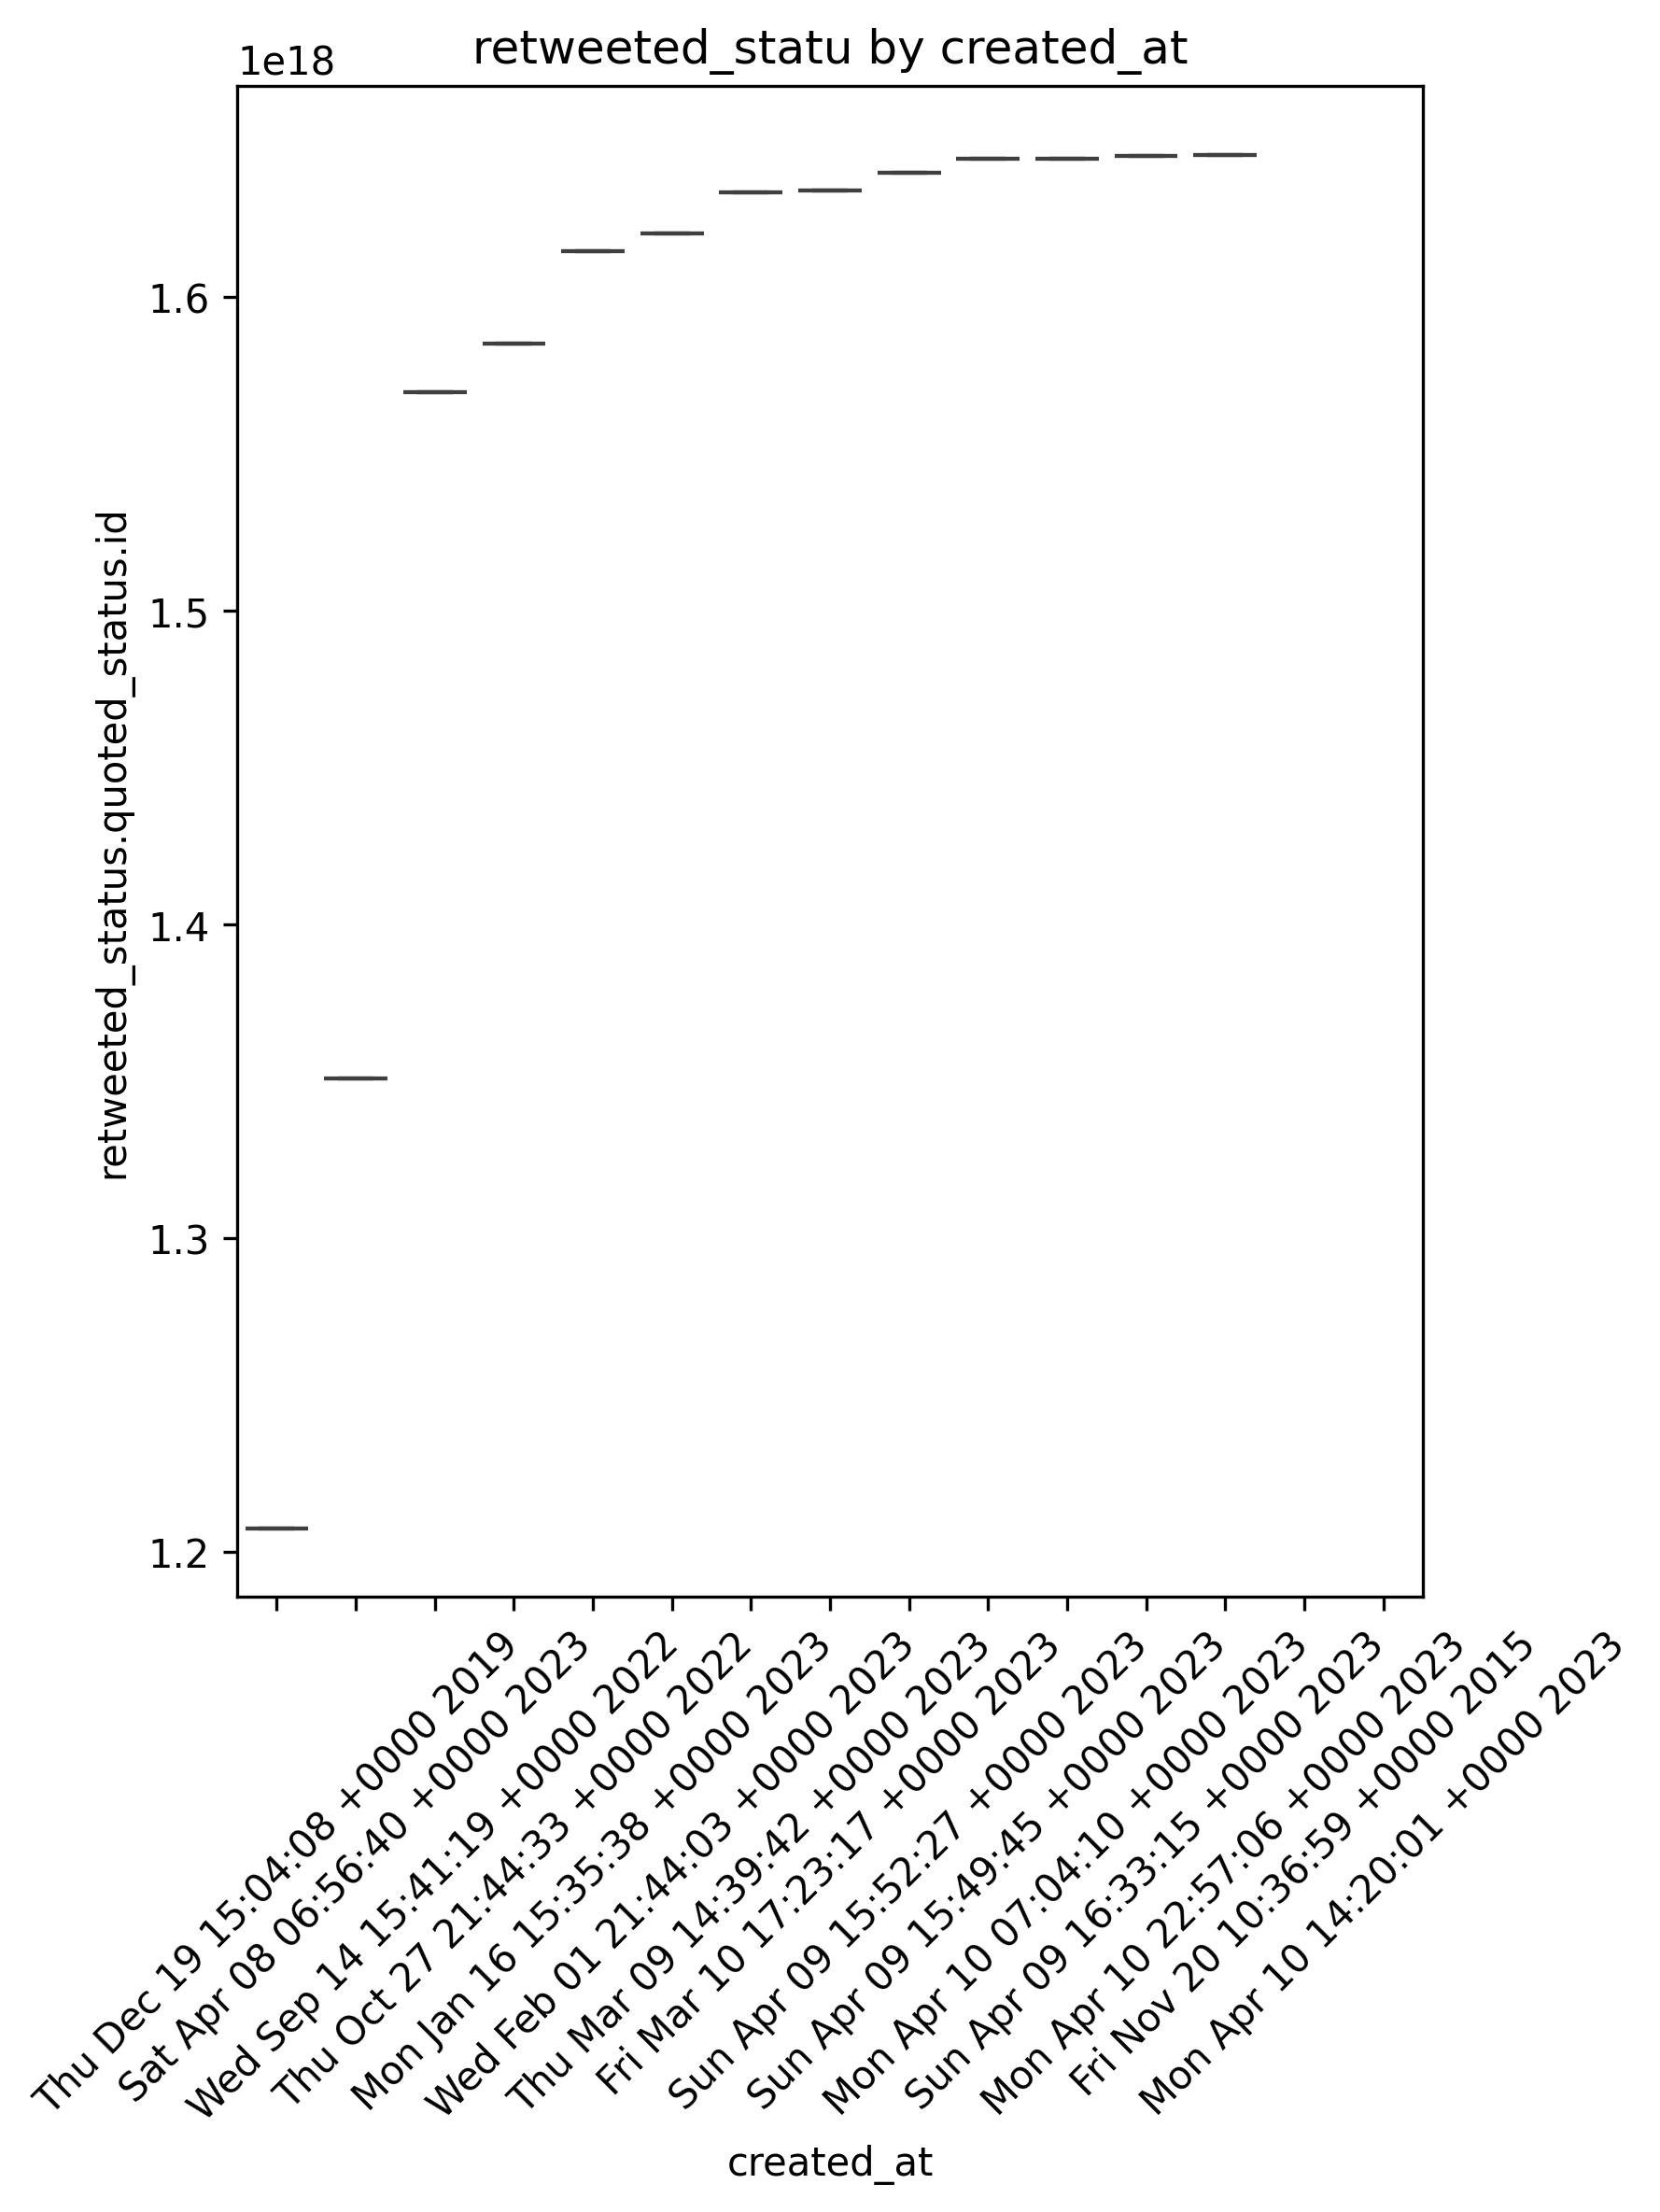 retweeted_statu by created_at
1e18
1.6
1.5
1.4
1.3
1.2
retweeted_status.quoted_status.id
Thu Dec 19 15:04:08 +0000 2019
Sat Apr 08 06:56:40 +0000 2023
Wed Sep 14 15:41:19 +0000 2022
Thu Oct 27 21:44:33 +0000 2022
Mon Jan 16 15:35:38 +0000 2023
Wed Feb 01 21:44:03 +0000 2023
Thu Mar 09 14:39:42 +0000 2023
Fri Mar 10 17:23:17 +0000 2023
Sun Apr 09 15:52:27 +0000 2023
Sun Apr 09 15:49:45 +0000 2023
Mon Apr 10 07:04:10 +0000 2023
Sun Apr 09 16:33:15 +0000 2023
Mon Apr 10 22:57:06 +0000 2023
Fri Nov 20 10:36:59 +0000 2015
Mon Apr 10 14:20:01 +0000 2023
created_at